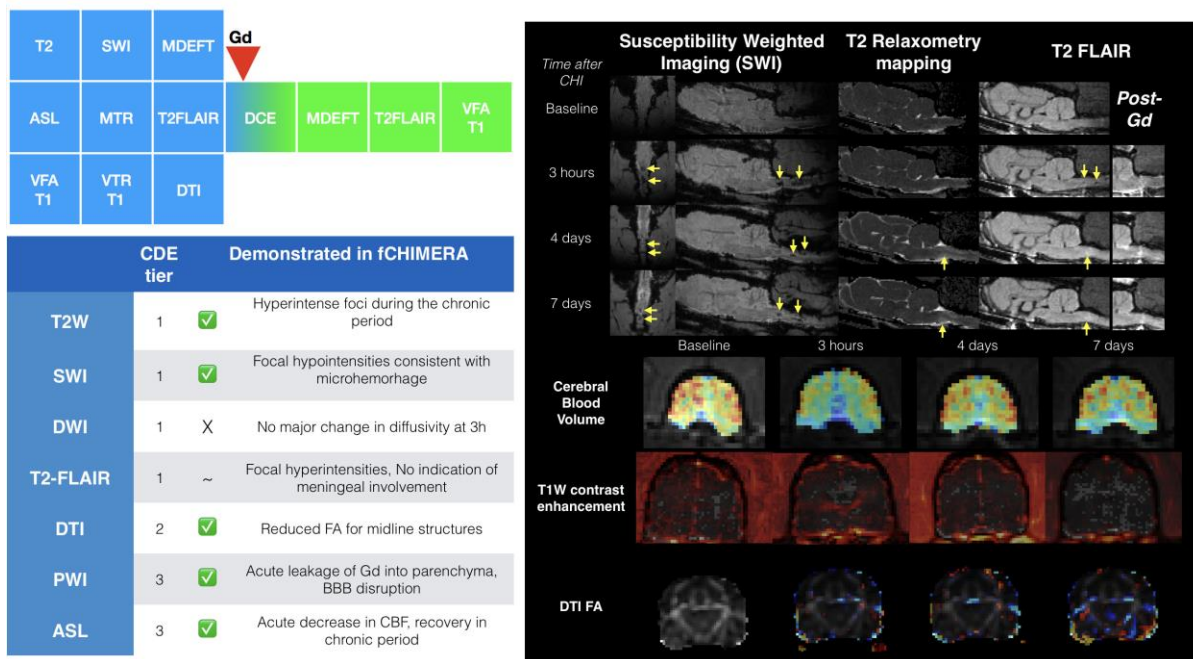 T2 SWI MDEFT
Gd
ASL MTR T2FLAIR DCE MDEFT T2FLAIR VFA T1
VFA T1 VTR T1 DTI
CDE tier Demonstrated in fCHIMERA
T2W 1 ✅ Hyperintense foci during the chronic
period
SWI 1 ✅ Focal hypointensities consistent with
microhemorhage
DWI 1 X No major change in diffusivity at 3h
T2-FLAIR 1 ~ Focal hyperintensities, No indication of
meningeal involvement
DTI 2 ✅ Reduced FA for midline structures
PWI 3 ✅ Acute leakage of Gd into parenchyma,
BBB disruption
ASL 3 ✅ Acute decrease in CBF, recovery in
chronic period
Susceptibility Weighted
Imaging (SWI)
T2 Relaxometry
mapping
T2 FLAIR
Time after
CHI
Baseline
Post-
Gd
3 hours
4 days
7 days
Baseline 3 hours 4 days 7 days
Cerebral
Blood
Volume
T1W contrast
enhancement
DTI FA